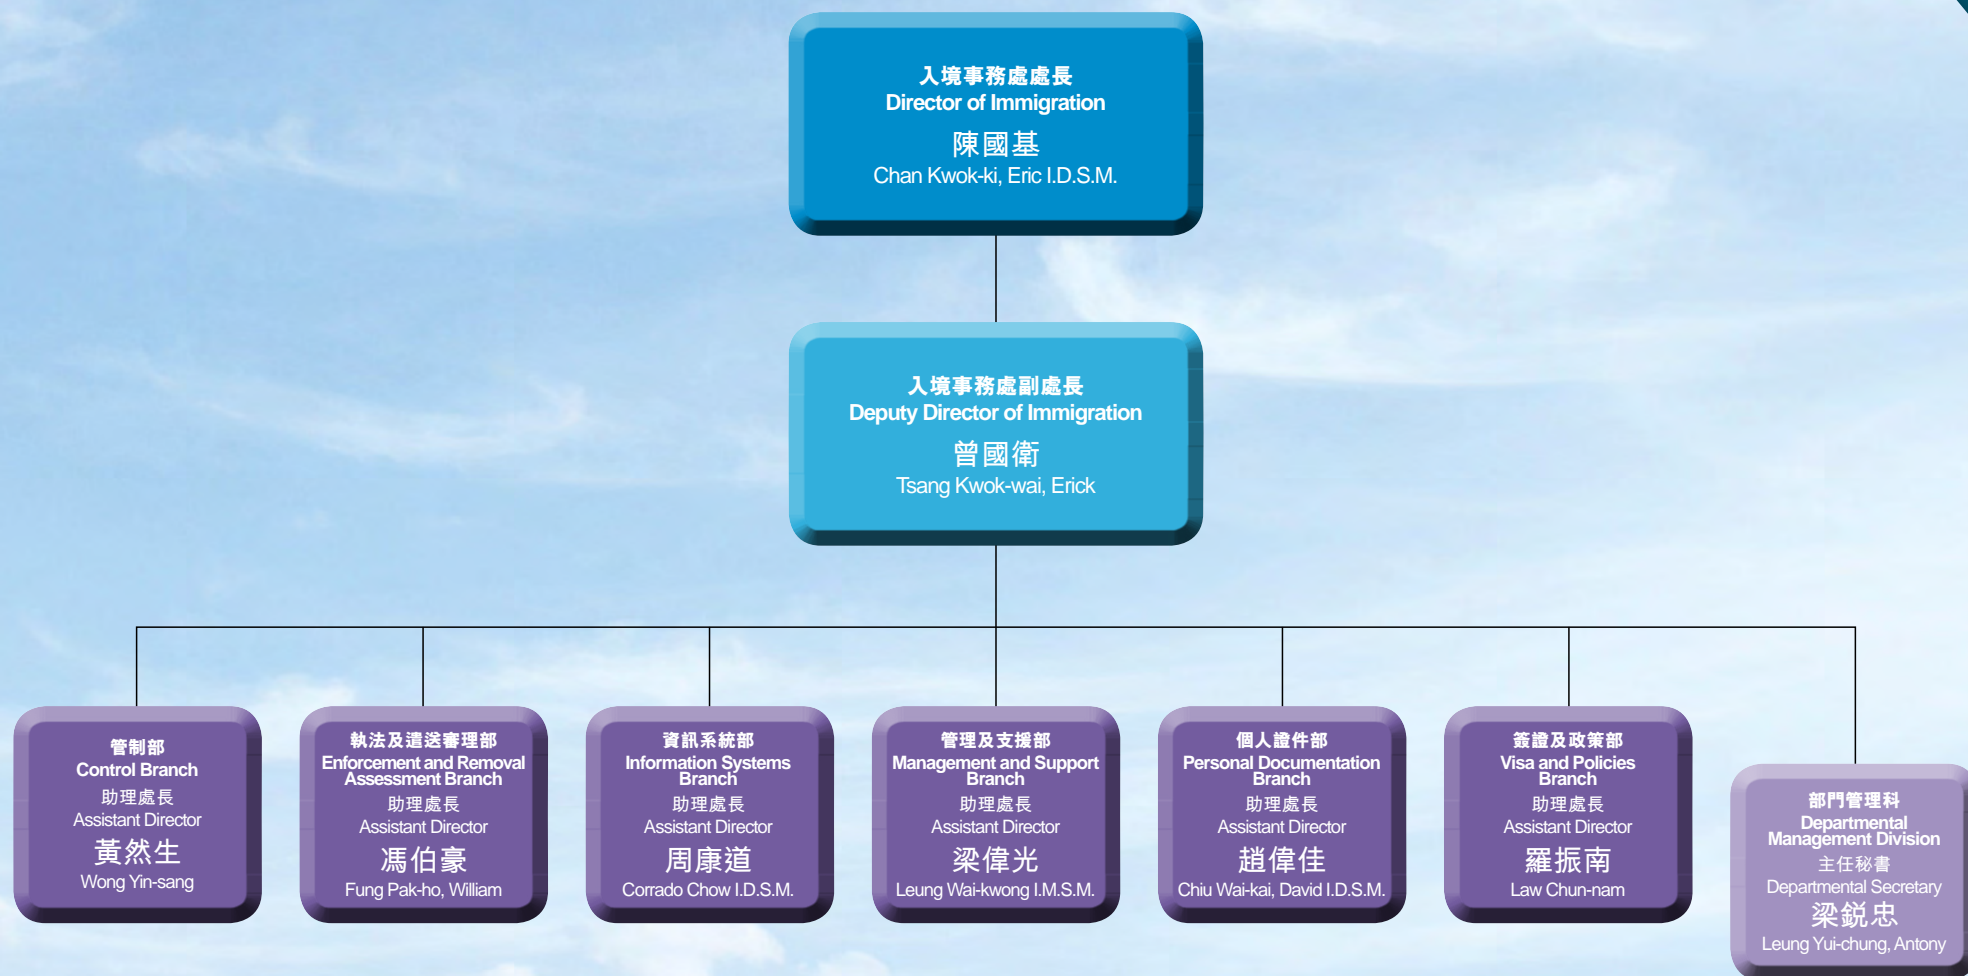 入境事務處處長
Director of Immigration
陳國基
Chan Kwok-ki, Eric I.D.S.M.
入境事務處副處長
Deputy Director of Immigration
曾國衛
Tsang Kwok-wai, Erick
管制部
Control Branch
助理處長
Assistant Director
黃然生
Wong Yin-sang
執法及遣送審理部
Enforcement and Removal
Assessment Branch
助理處長
Assistant Director
馮伯豪
Fung Pak-ho, William
資訊系統部
Information Systems
Branch
助理處長
Assistant Director
周康道
Corrado Chow I.D.S.M.
管理及支援部
Management and Support
Branch
助理處長
Assistant Director
梁偉光
Leung Wai-kwong I.M.S.M.
個人證件部
Personal Documentation
Branch
助理處長
Assistant Director
趙偉佳
Chiu Wai-kai, David I.D.S.M.
簽證及政策部
Visa and Policies
Branch
助理處長
Assistant Director
羅振南
Law Chun-nam
部門管理科
Departmental
Management Division
主任秘書
Departmental Secretary
梁鋭忠
Leung Yui-chung, Antony